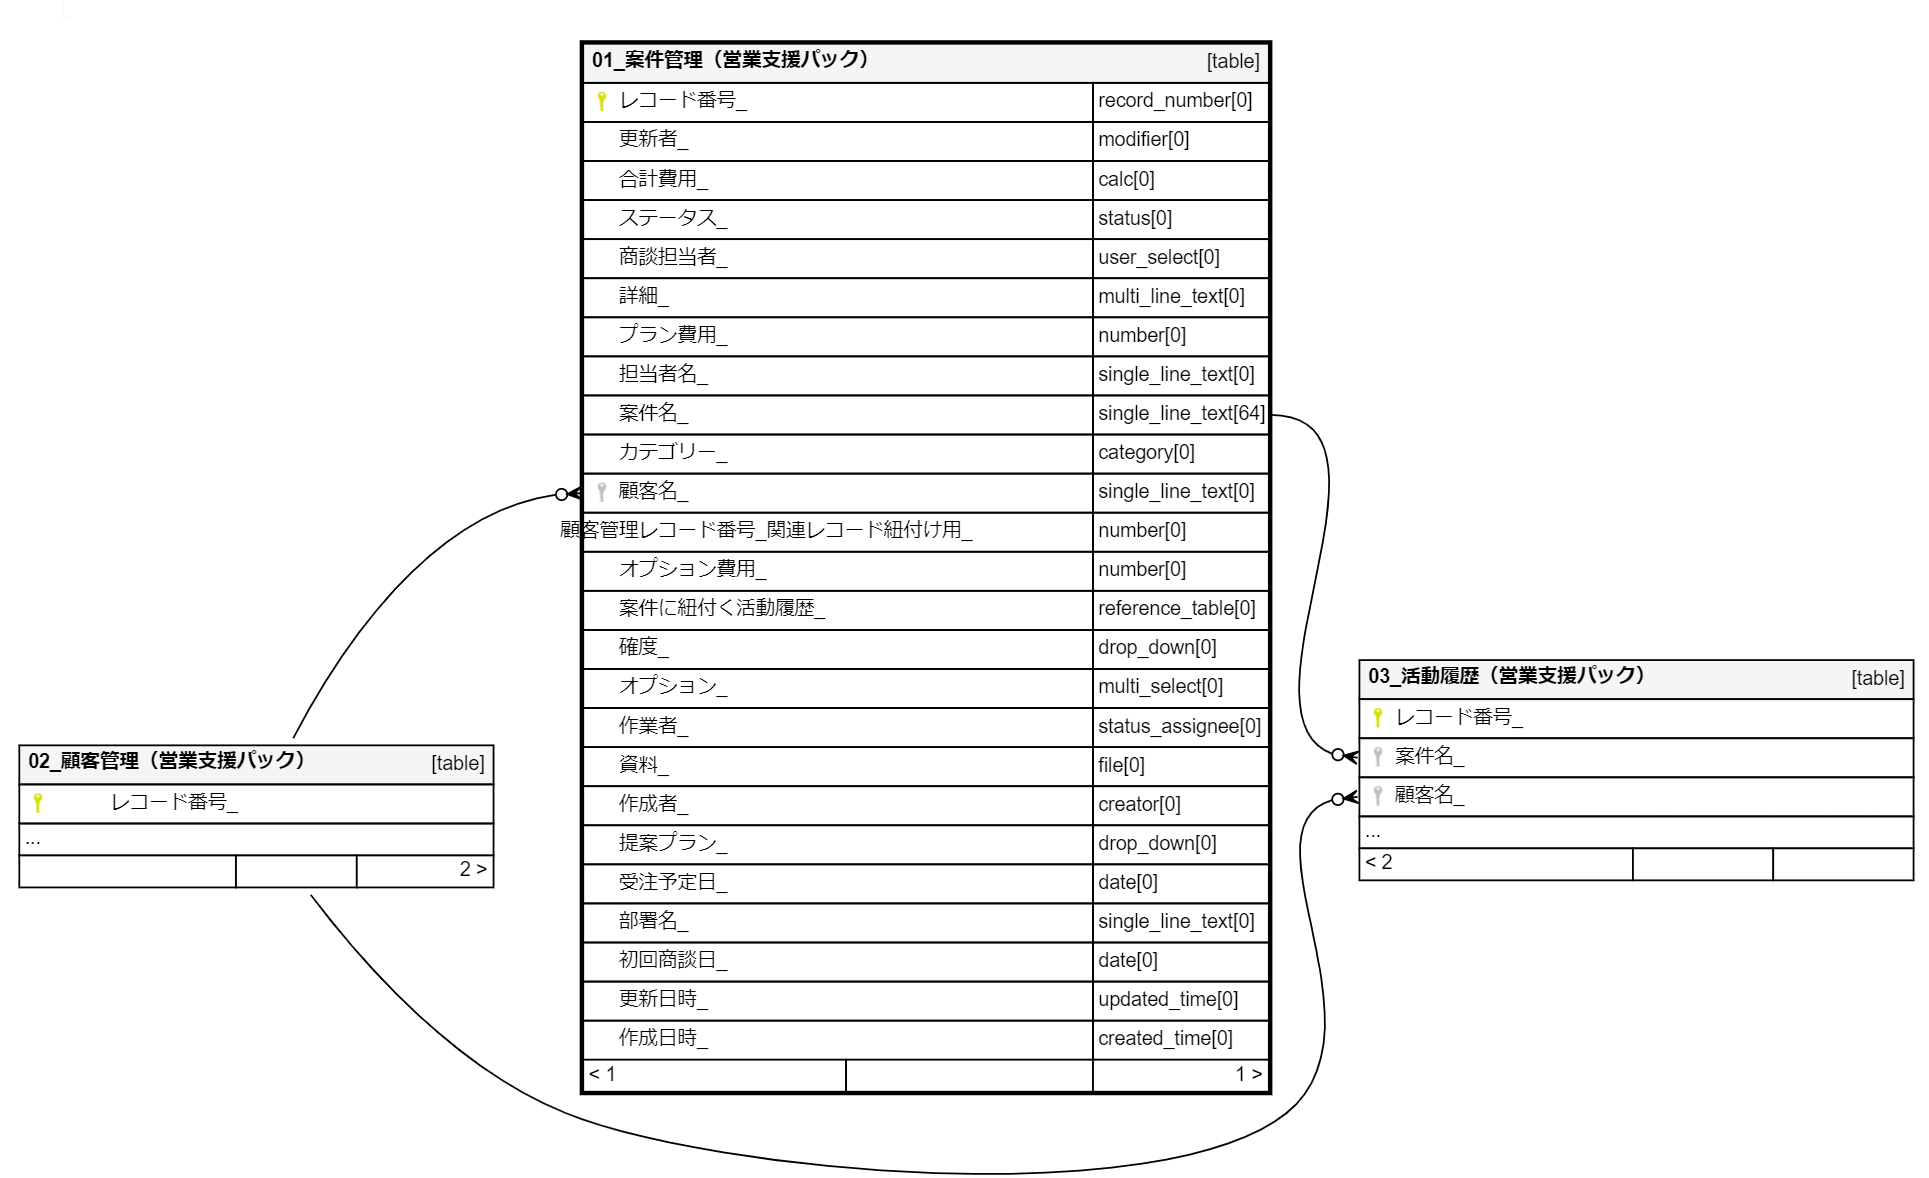 01_案件管理（営業支援パック） [table]
レコード番号_ record_number[0]
更新者_ modifier[0]
合計費用_ calc[0]
ステータス_ status[0]
商談担当者_ user_select[0]
詳細_ multi_line_text[0]
プラン費用_ number[0]
担当者名_ single_line_text[0]
案件名_ single_line_text[64]
カテゴリー_ category[0]
顧客名_ single_line_text[0]
顧客管理レコード番号_関連レコード紐付け用_ number[0]
オプション費用_ number[0]
案件に紐付く活動履歴_ reference_table[0]
確度_ drop_down[0]
オプション_ multi_select[0]
作業者_ status_assignee[0]
資料_ file[0]
作成者_ creator[0]
提案プラン_ drop_down[0]
受注予定日_ date[0]
部署名_ single_line_text[0]
初回商談日_ date[0]
更新日時_ updated_time[0]
作成日時_ created_time[0]
< 1 1 >
02_顧客管理（営業支援パック） [table]
レコード番号_
...
2 >
03_活動履歴（営業支援パック） [table]
レコード番号_
案件名_
顧客名_
...
< 2